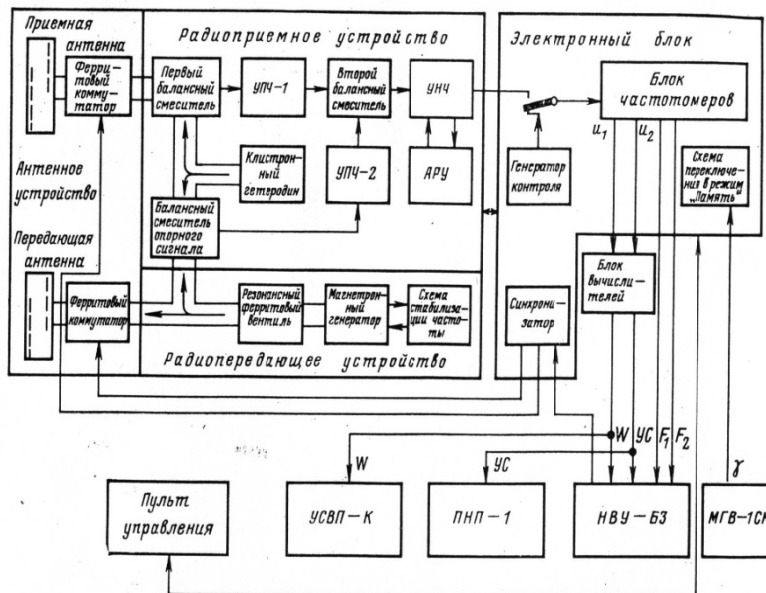 Приемная
антенна
Ферри-
товый
комму-
татор
Антенное
устройство
Передающая
антенна
Ферритовый
коммутатор
Радиоприемное устройство
Первый
балансный
смеситель
УПЧ-1
Второй
балансный
смеситель
УНЧ
Клистрон-
ный
гетеродин
УПЧ-2
АРУ
Балансный
смеситель
опорного
сигнала
Резонансный
ферритовый
вентиль
Магнетрон-
ный
генератор
Схема
стабилиза-
ции часто-
ты
Радиопередающее устройство
Электронный блок
Блок
частотомеров
u1
u2
Генератор
контроля
Схема
переключе-
ния в режим
„Память"
Блок
вычисли-
телей
Синхрони-
затор
W
УС
F1
F2
W
УС
γ
Пульт
управления
УСВП-К
ПНП-1
НВУ-Б3
МГВ-1СК